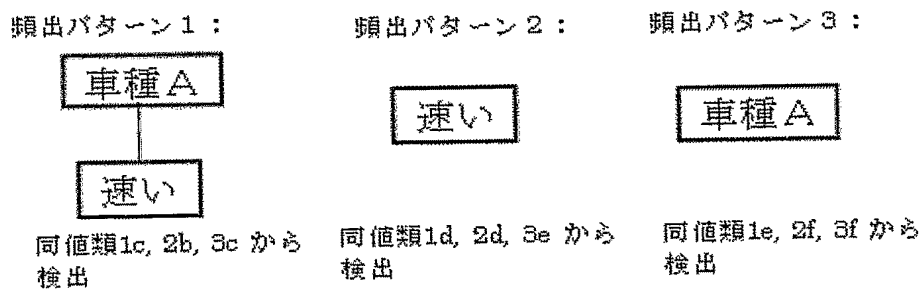 頻出パターン1：
車種A
速い
同値類1c, 2b, 3c から
検出
頻出パターン2：
速い
同値類1d, 2d, 3e から
検出
頻出パターン3：
車種A
同値類1e, 2f, 3f から
検出